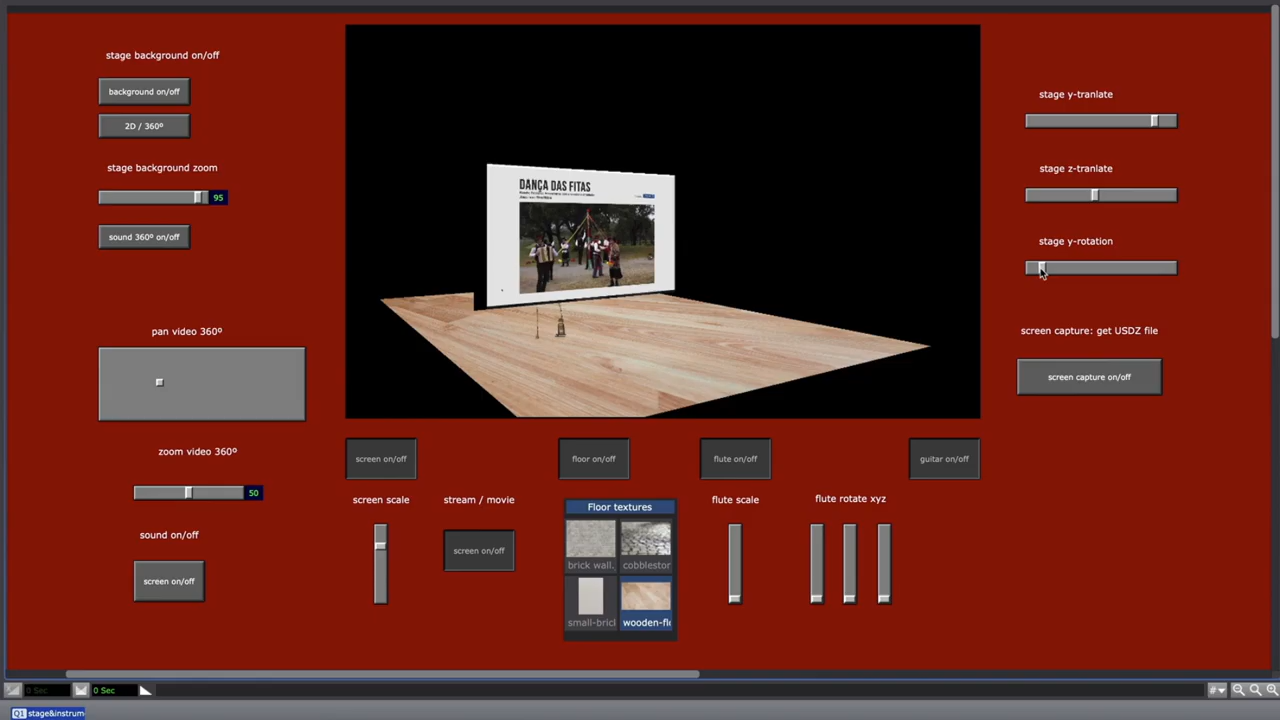 stage background on/off
background on/off
2D / 360º
stage background zoom
95
sound 360º on/off
pan video 360º
zoom video 360º
50
sound on/off
screen on/off
DANÇA DAS FITAS
stage y-tranlate
stage z-tranlate
stage y-rotation
screen capture: get USDZ file
screen capture on/off
screen on/off
floor on/off
flute on/off
guitar on/off
screen scale
stream / movie
screen on/off
Floor textures
brick wall.
cobblestor
small-bricl
wooden-fl
flute scale
flute rotate xyz
0 Sec
0 Sec
#
Q1 stage&instrum